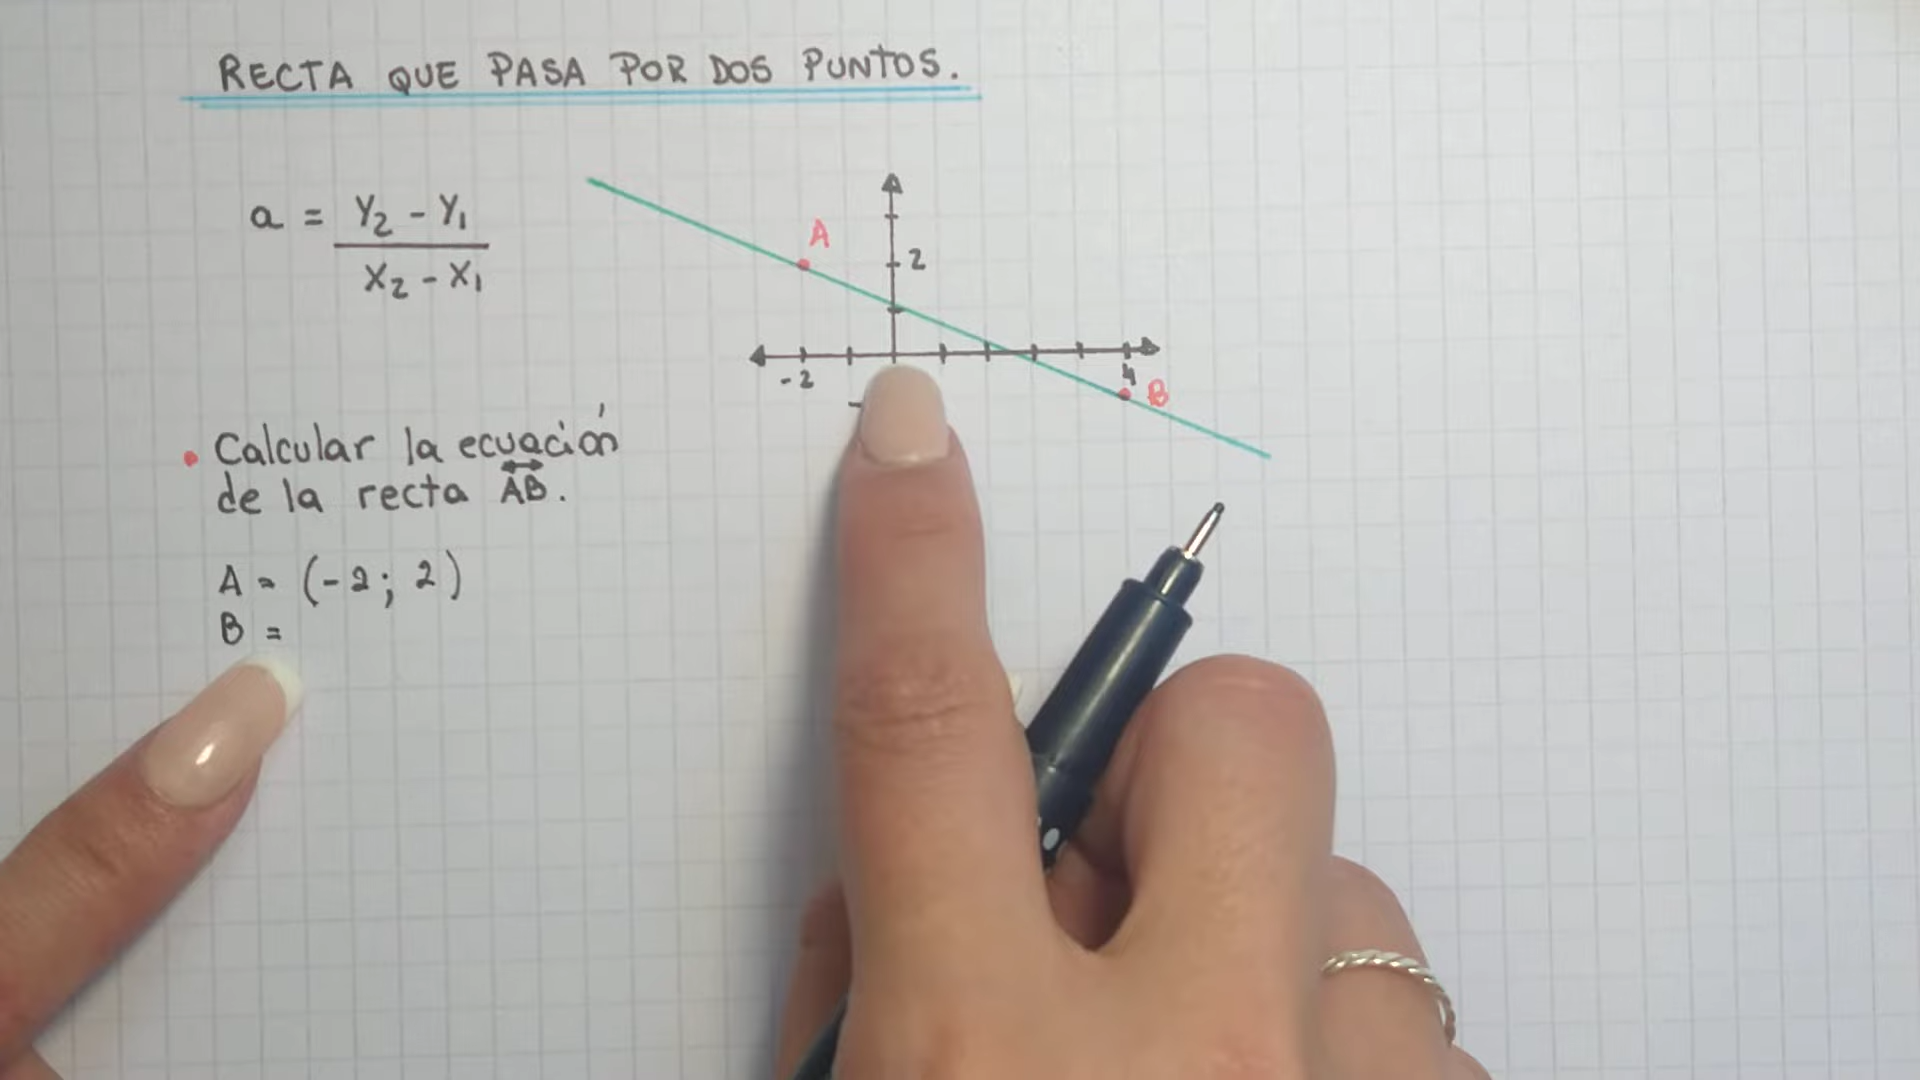 RECTA QUE PASA POR DOS PUNTOS.
a = Y2 - Y1
X2 - X1
A
2
-2
4
B
• Calcular la ecuación
de la recta AB.
A = (-2; 2)
B =